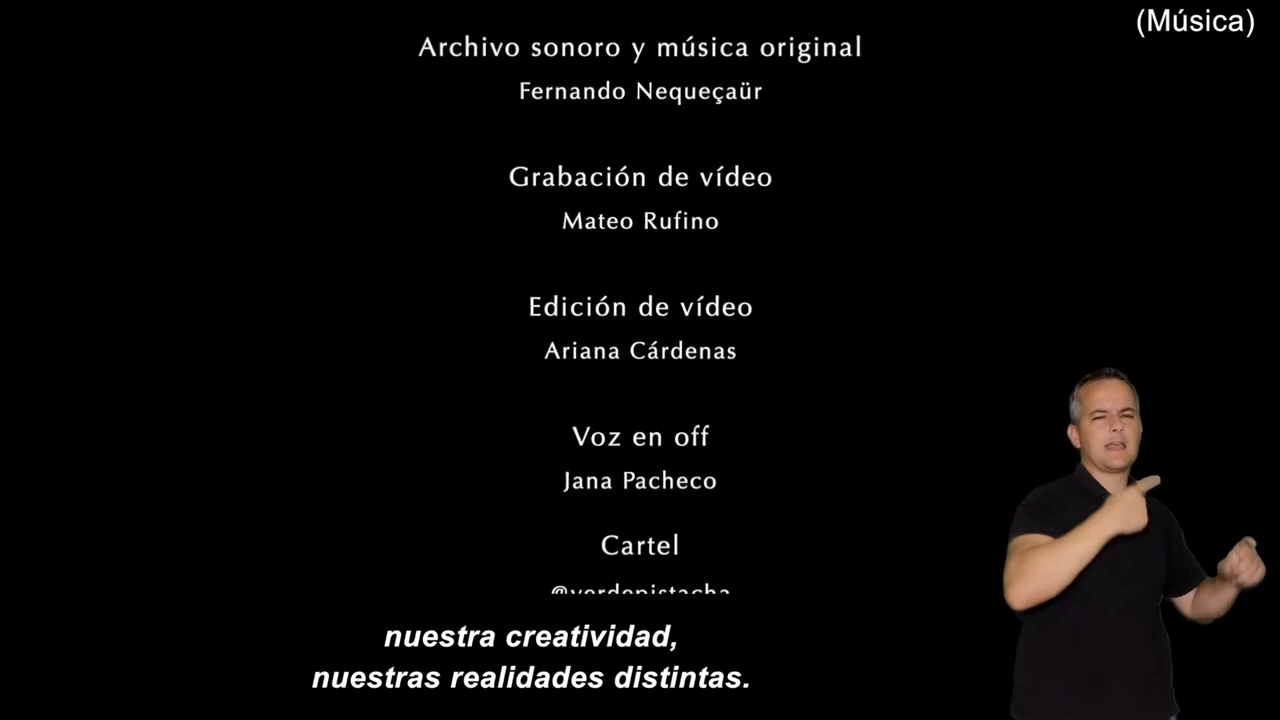 (Música)
Archivo sonoro y música original
Fernando Nequeçaür
Grabación de vídeo
Mateo Rufino
Edición de vídeo
Ariana Cárdenas
Voz en off
Jana Pacheco
Cartel
@verdepistacha
nuestra creatividad,
nuestras realidades distintas.